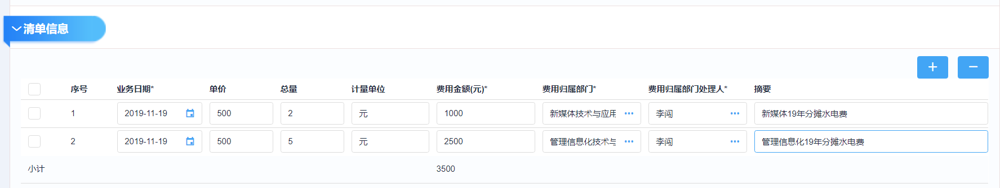 清单信息
序号 业务日期* 单价 总量 计量单位 费用金额(元)* 费用归属部门* 费用归属部门处理人* 摘要
1 2019-11-19 500 2 元 1000 新媒体技术与应用 李闯 新媒体19年分摊水电费
2 2019-11-19 500 5 元 2500 管理信息化技术与 李闯 管理信息化19年分摊水电费
小计 3500